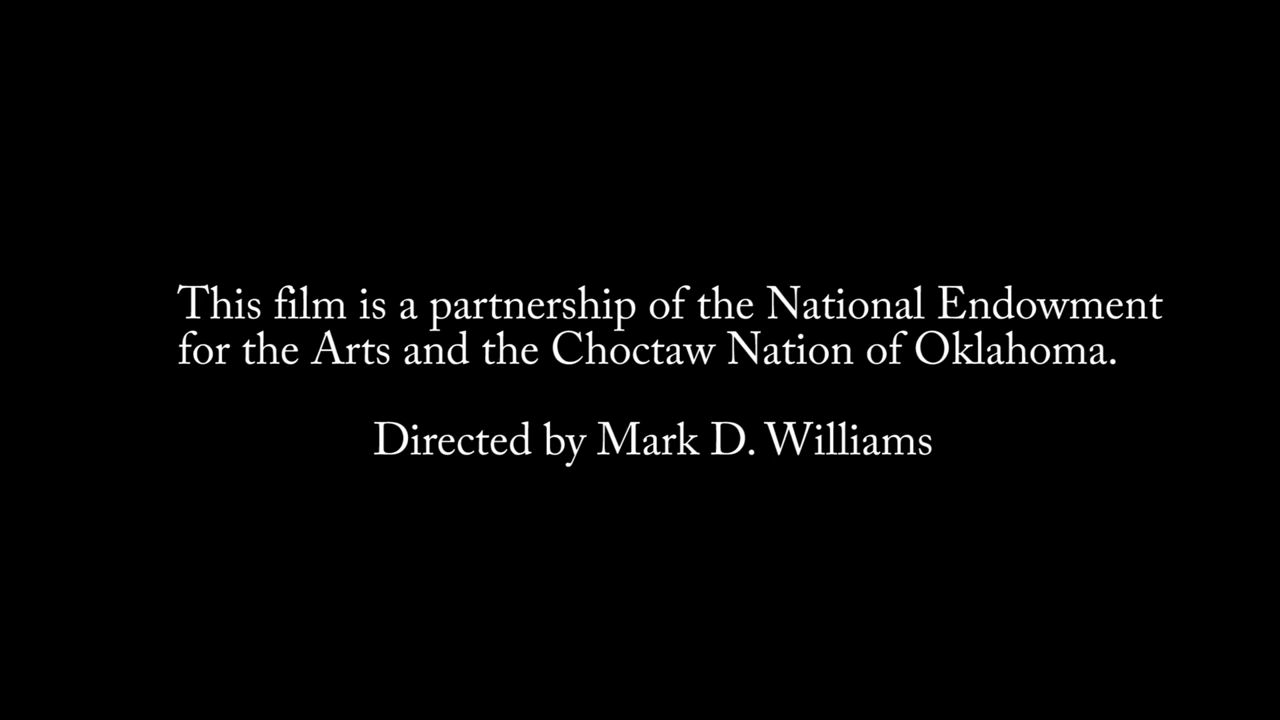 This film is a partnership of the National Endowment
for the Arts and the Choctaw Nation of Oklahoma.
Directed by Mark D. Williams